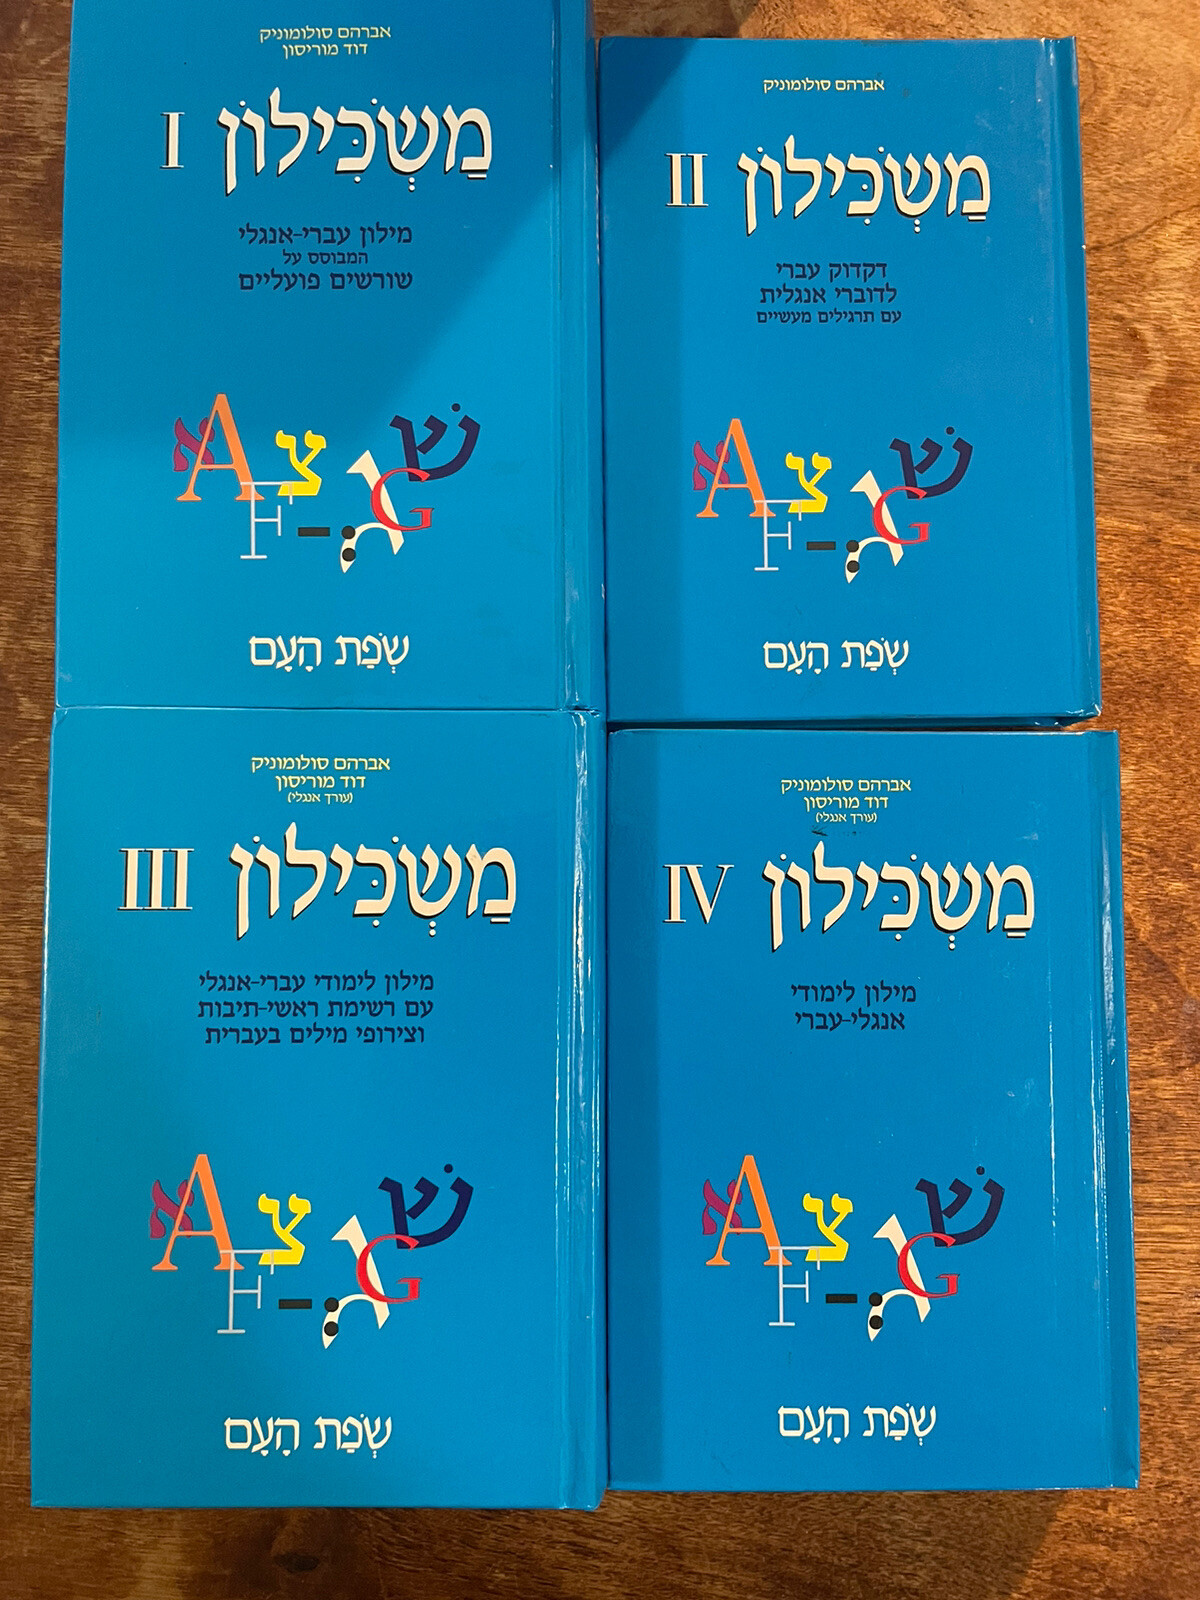 אברהם סולומוניק
דוד מוריסון
מַשְׂכִּילוֹן I
מילון עברי-אנגלי
המבוסס על
שורשים פועליים
א A צ שׁ
F - גִ G
שְׂפַת הָעָם
אברהם סולומוניק
מַשְׂכִּילוֹן II
דקדוק עברי
לדוברי אנגלית
עם תרגילים מעשיים
א A צ שׁ
F - גִ G
שְׂפַת הָעָם
אברהם סולומוניק
דוד מוריסון
(עורך אנגלי)
מַשְׂכִּילוֹן III
מילון לימודי עברי-אנגלי
עם רשימת ראשי-תיבות
וצירופי מילים בעברית
א A צ שׁ
F - גִ G
שְׂפַת הָעָם
אברהם סולומוניק
דוד מוריסון
(עורך אנגלי)
מַשְׂכִּילוֹן IV
מילון לימודי
אנגלי-עברי
א A צ שׁ
F - גִ G
שְׂפַת הָעָם